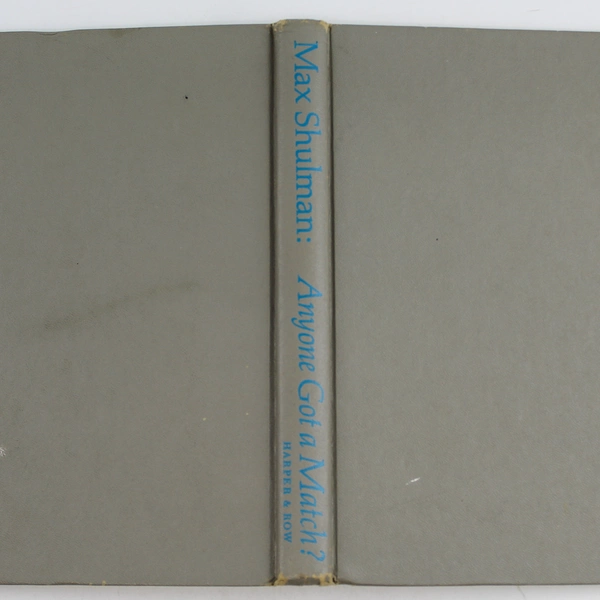 Max Shulman: Anyone Got a Match?
HARPER & ROW